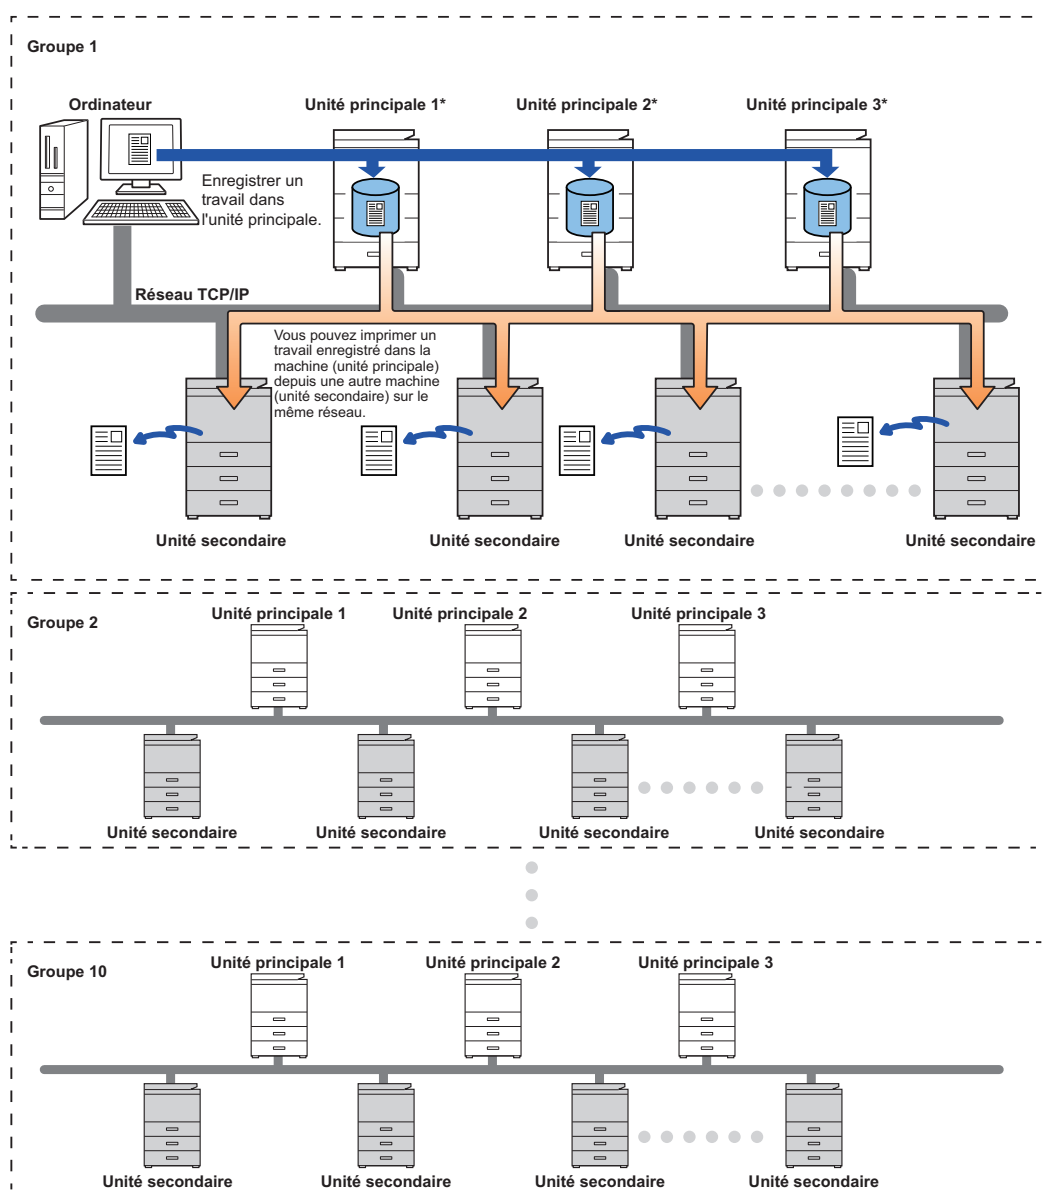 Groupe 1
Ordinateur
Unité principale 1*
Unité principale 2*
Unité principale 3*
Enregistrer un
travail dans
l'unité principale.
Réseau TCP/IP
Vous pouvez imprimer un
travail enregistré dans la
machine (unité principale)
depuis une autre machine
(unité secondaire) sur le
même réseau.
Unité secondaire
Unité secondaire
Unité secondaire
Unité secondaire
Groupe 2
Unité principale 1
Unité principale 2
Unité principale 3
Unité secondaire
Unité secondaire
Unité secondaire
Unité secondaire
Groupe 10
Unité principale 1
Unité principale 2
Unité principale 3
Unité secondaire
Unité secondaire
Unité secondaire
Unité secondaire